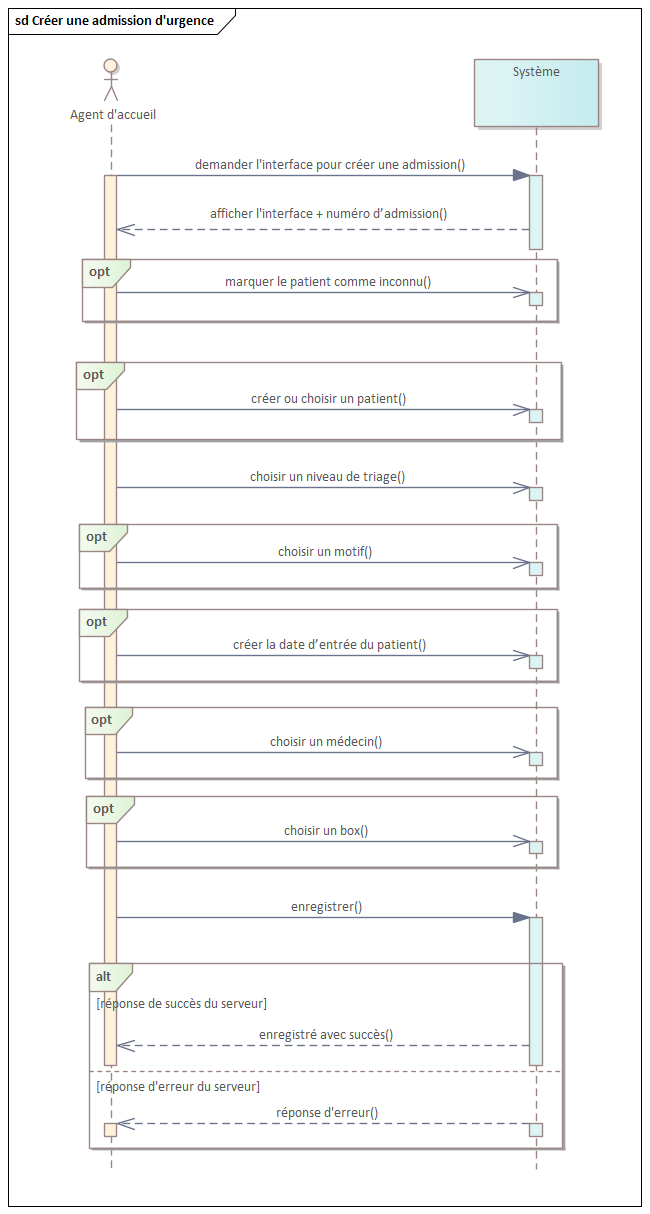 sd Créer une admission d'urgence
Agent d'accueil
Système
demander l'interface pour créer une admission()
afficher l'interface + numéro d’admission()
opt
marquer le patient comme inconnu()
opt
créer ou choisir un patient()
choisir un niveau de triage()
opt
choisir un motif()
opt
créer la date d’entrée du patient()
opt
choisir un médecin()
opt
choisir un box()
enregistrer()
alt
[réponse de succès du serveur]
enregistré avec succès()
[réponse d'erreur du serveur]
réponse d'erreur()